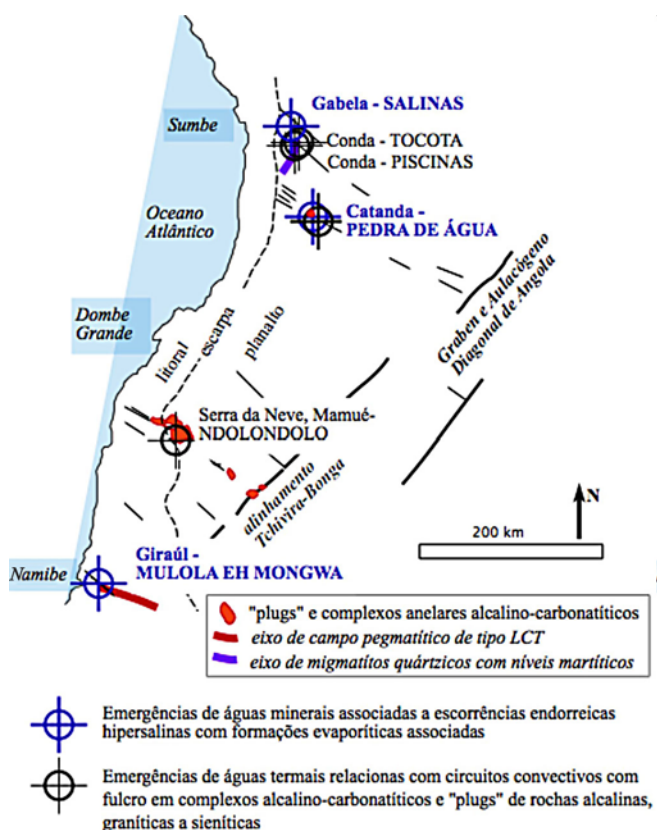 Gabela - SALINAS
Sumbe
Conda - TOCOTA
Conda - PISCINAS
Oceano
Atlântico
Catanda -
PEDRA DE ÁGUA
Graben e Aulacógeno
Diagonal de Angola
Dombe
Grande
litoral
escarpa
planalto
Serra da Neve, Mamué-
NDOLONDOLO
alinhamento
Tchivira-Bonga
N
200 km
Giraúl -
MULOLA EH MONGWA
Namibe
"plugs" e complexos anelares alcalino-carbonatíticos
eixo de campo pegmatítico de tipo LCT
eixo de migmatítos quártzicos com níveis martíticos
Emergências de águas minerais associadas a escorrências endorreicas
hipersalinas com formações evaporíticas associadas
Emergências de águas termais relacionas com circuitos convectivos com
fulcro em complexos alcalino-carbonatíticos e "plugs" de rochas alcalinas,
graníticas a sieníticas